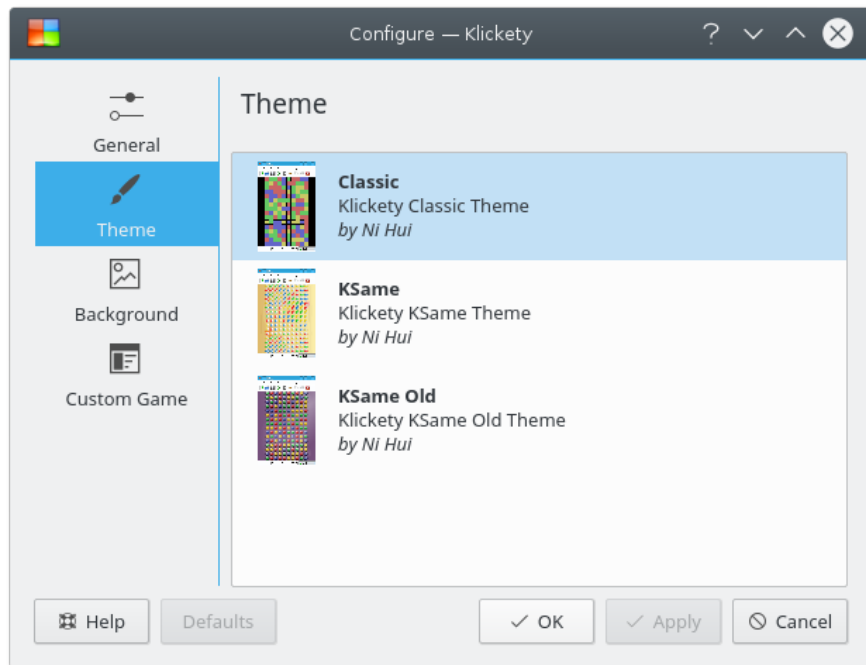 Configure — Klickety
General
Theme
Background
Custom Game
Theme
Classic
Klickety Classic Theme
by Ni Hui
KSame
Klickety KSame Theme
by Ni Hui
KSame Old
Klickety KSame Old Theme
by Ni Hui
Help
Defaults
OK
Apply
Cancel